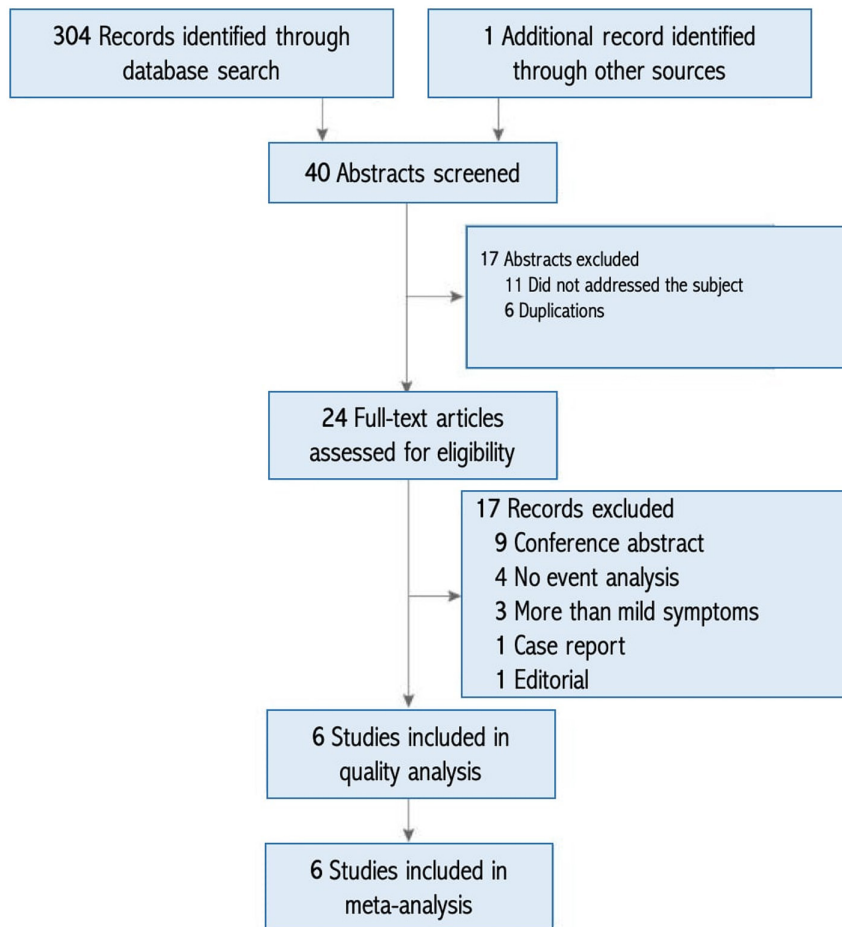 304 Records identified through
database search
1 Additional record identified
through other sources
40 Abstracts screened
17 Abstracts excluded
11 Did not addressed the subject
6 Duplications
24 Full-text articles
assessed for eligibility
17 Records excluded
9 Conference abstract
4 No event analysis
3 More than mild symptoms
1 Case report
1 Editorial
6 Studies included in
quality analysis
6 Studies included in
meta-analysis